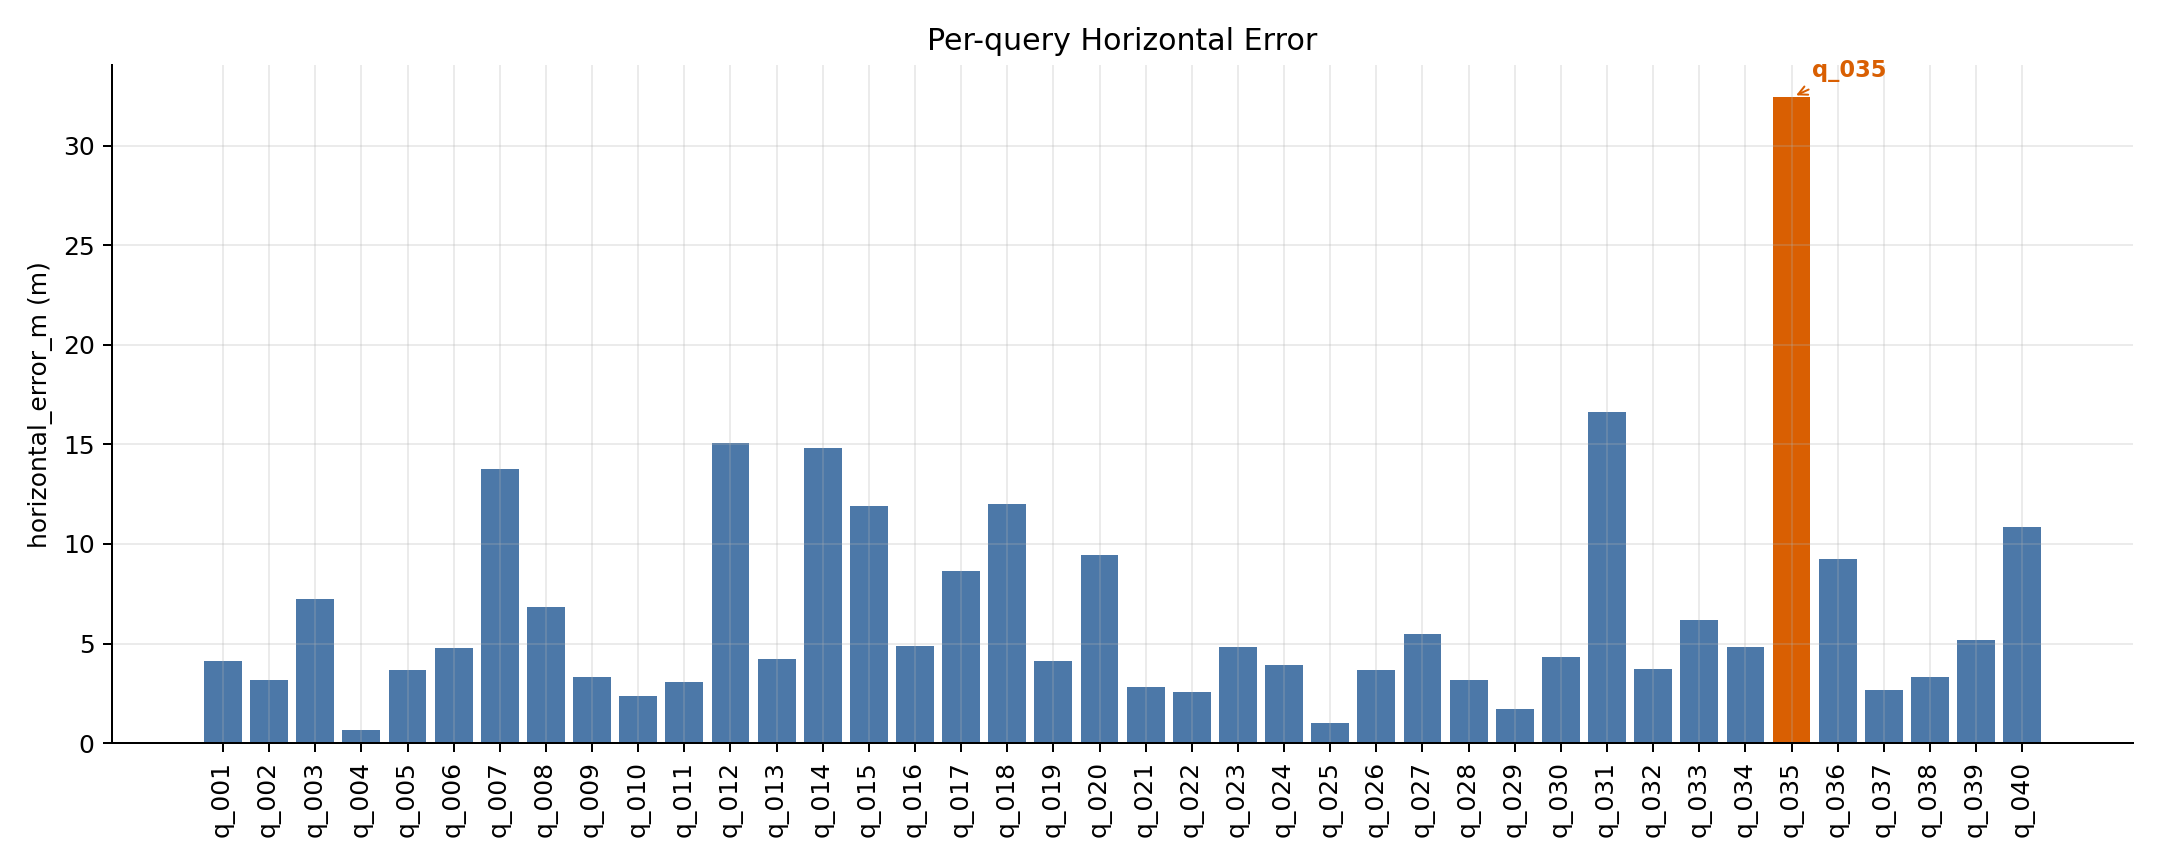 Per-query Horizontal Error
q_035
horizontal_error_m (m)
30
25
20
15
10
5
0
q_001
q_002
q_003
q_004
q_005
q_006
q_007
q_008
q_009
q_010
q_011
q_012
q_013
q_014
q_015
q_016
q_017
q_018
q_019
q_020
q_021
q_022
q_023
q_024
q_025
q_026
q_027
q_028
q_029
q_030
q_031
q_032
q_033
q_034
q_035
q_036
q_037
q_038
q_039
q_040